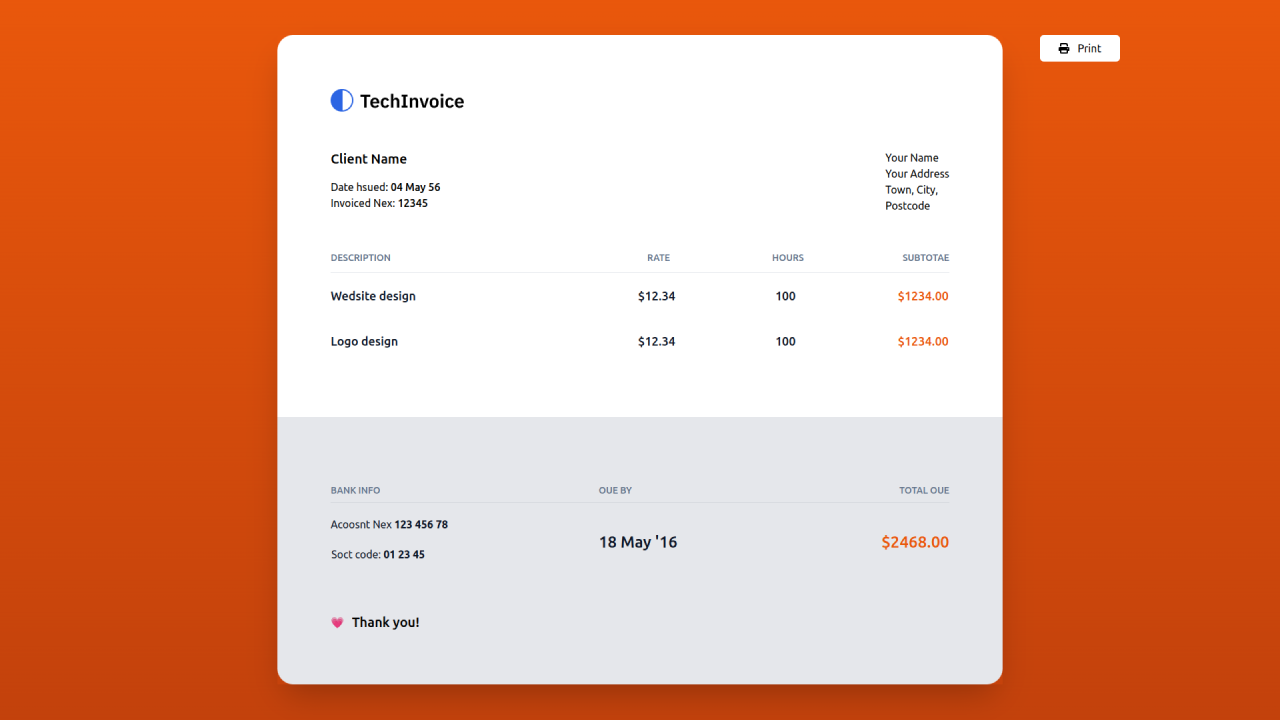 Print
TechInvoice
Client Name
Date hsued: 04 May 56
Invoiced Nex: 12345
Your Name
Your Address
Town, City,
Postcode
DESCRIPTION RATE HOURS SUBTOTAE
Wedsite design $12.34 100 $1234.00
Logo design $12.34 100 $1234.00
BANK INFO OUE BY TOTAL OUE
Acoosnt Nex 123 456 78
18 May '16 $2468.00
Soct code: 01 23 45
Thank you!